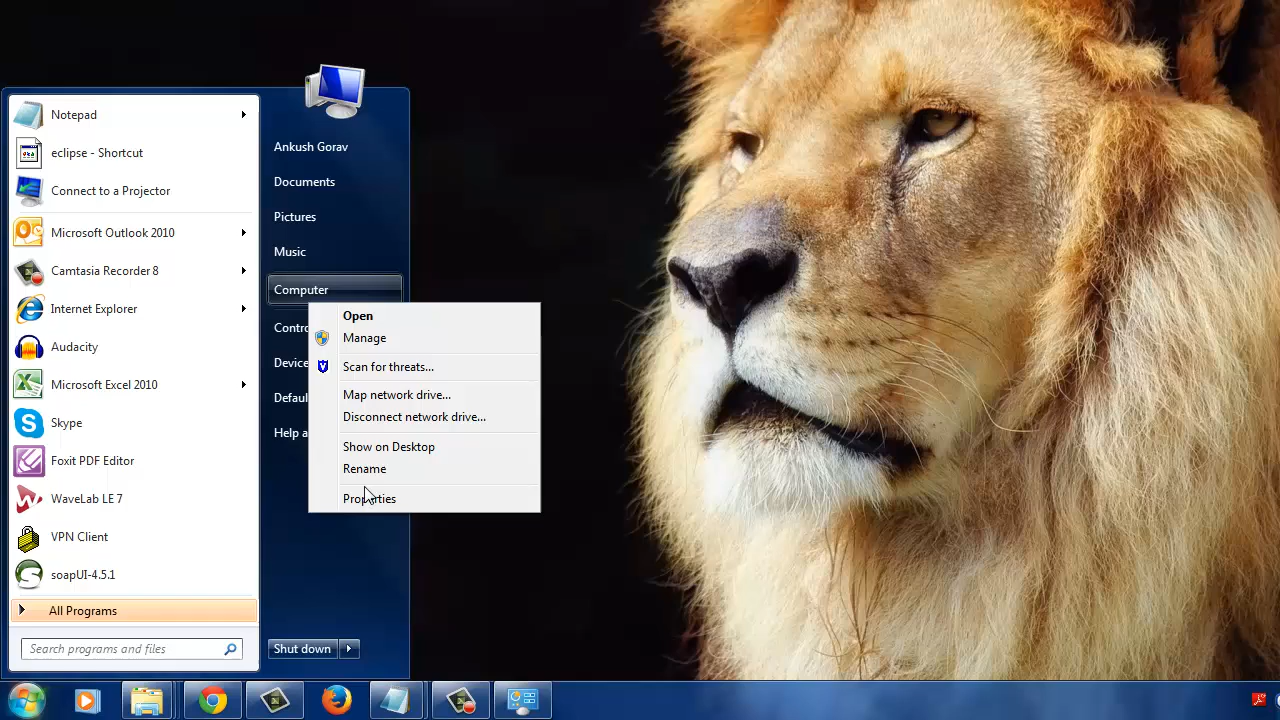 Notepad
eclipse - Shortcut
Connect to a Projector
Microsoft Outlook 2010
Camtasia Recorder 8
Internet Explorer
Audacity
Microsoft Excel 2010
Skype
Foxit PDF Editor
WaveLab LE 7
VPN Client
soapUI-4.5.1
All Programs
Search programs and files
Ankush Gorav
Documents
Pictures
Music
Computer
Contro
Device
Defaul
Help a
Shut down
Open
Manage
Scan for threats...
Map network drive...
Disconnect network drive...
Show on Desktop
Rename
Properties